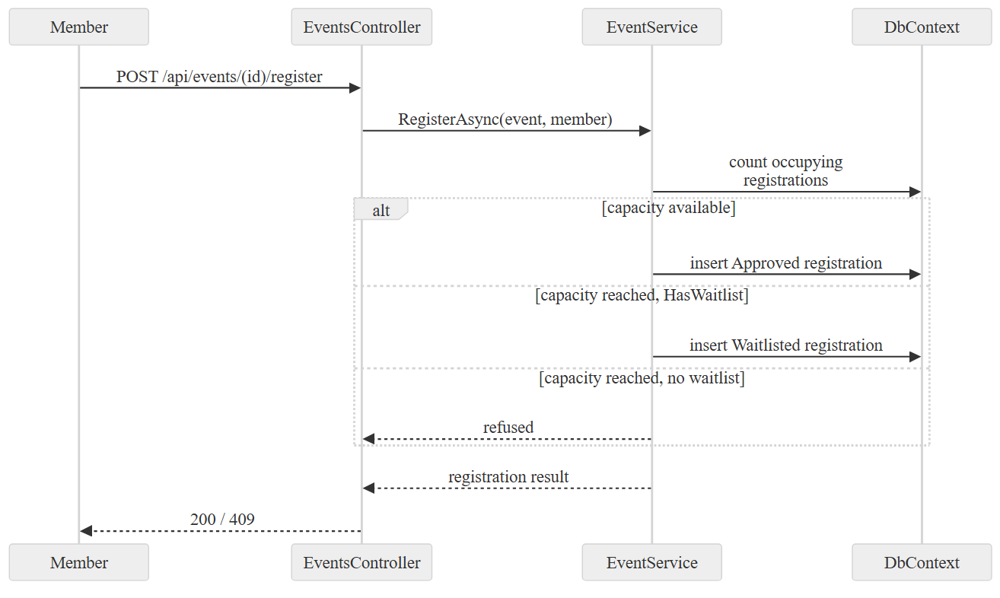 Member
EventsController
EventService
DbContext
POST /api/events/(id)/register
RegisterAsync(event, member)
count occupying
registrations
alt
[capacity available]
insert Approved registration
[capacity reached, HasWaitlist]
insert Waitlisted registration
[capacity reached, no waitlist]
refused
registration result
200 / 409
Member
EventsController
EventService
DbContext